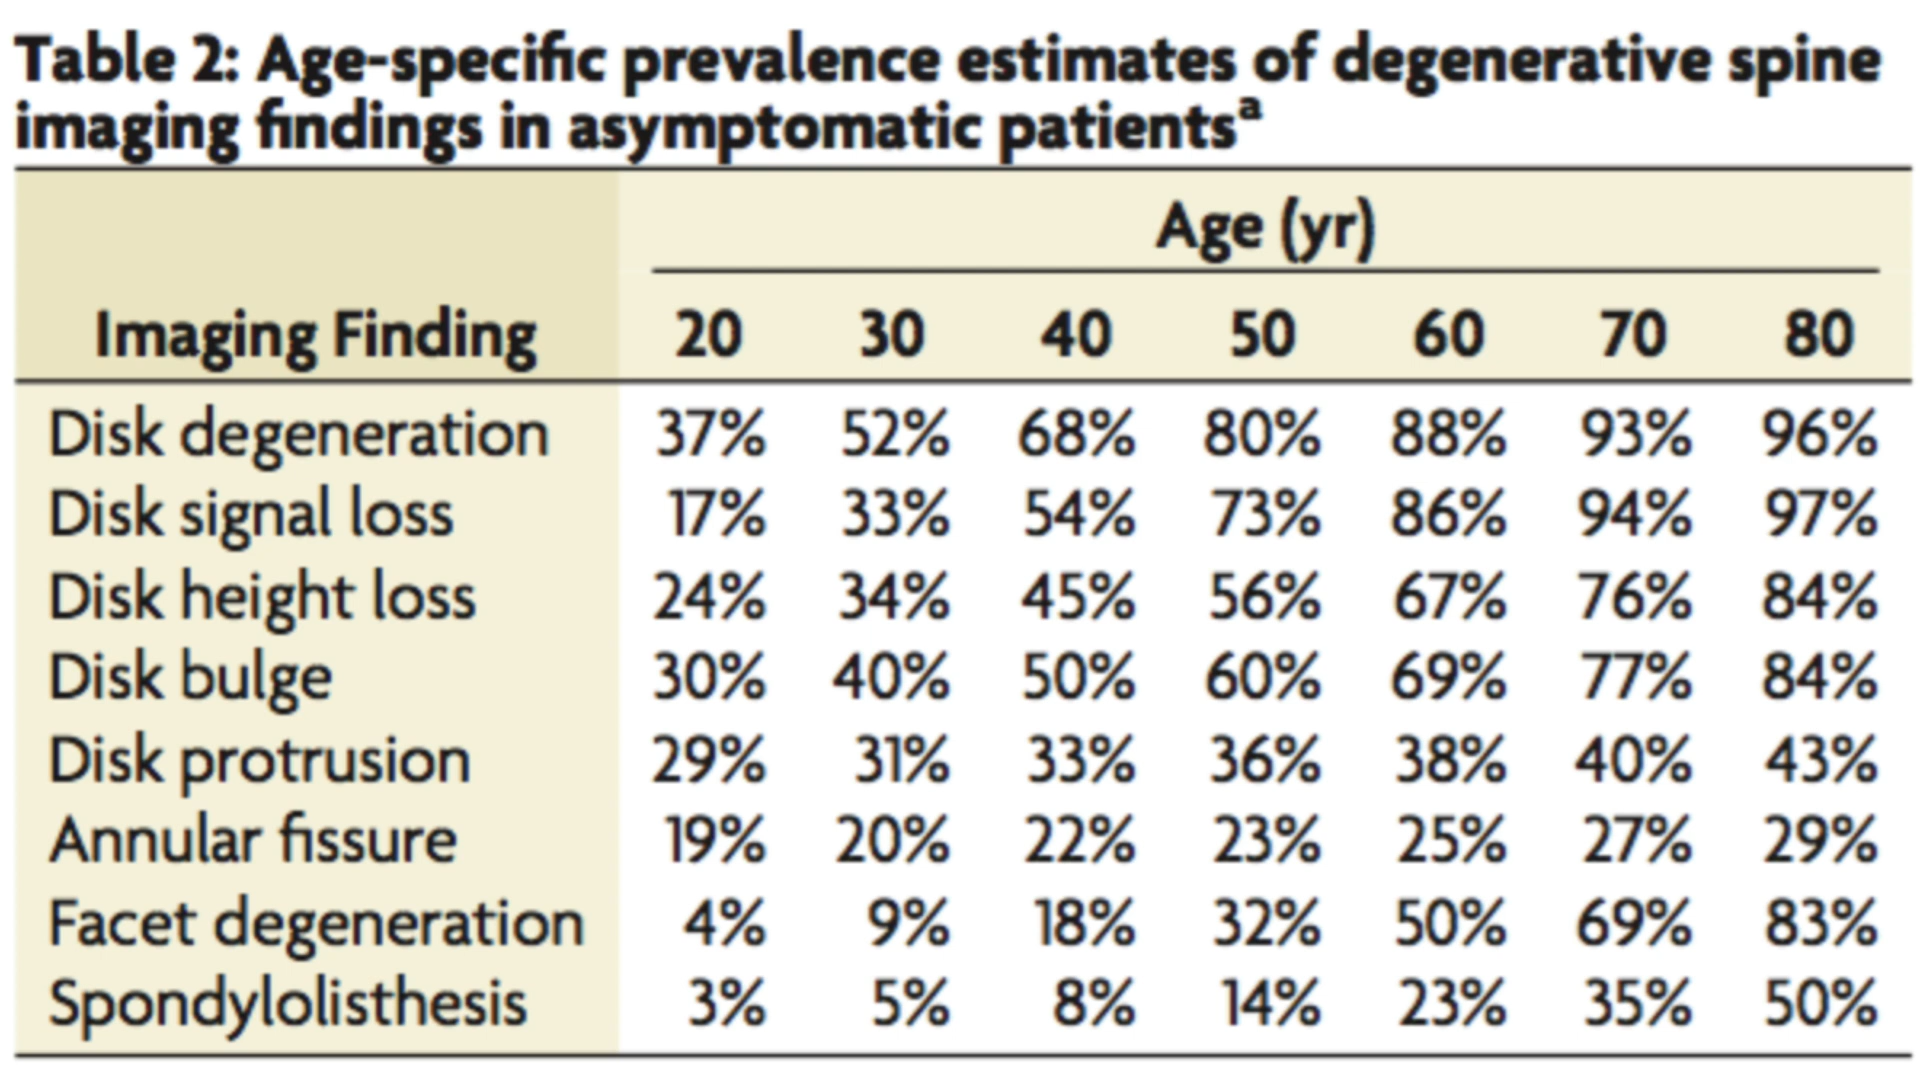 Table 2: Age-specific prevalence estimates of degenerative spine
imaging findings in asymptomatic patientsᵃ
Age (yr)
Imaging Finding 20 30 40 50 60 70 80
Disk degeneration 37% 52% 68% 80% 88% 93% 96%
Disk signal loss 17% 33% 54% 73% 86% 94% 97%
Disk height loss 24% 34% 45% 56% 67% 76% 84%
Disk bulge 30% 40% 50% 60% 69% 77% 84%
Disk protrusion 29% 31% 33% 36% 38% 40% 43%
Annular fissure 19% 20% 22% 23% 25% 27% 29%
Facet degeneration 4% 9% 18% 32% 50% 69% 83%
Spondylolisthesis 3% 5% 8% 14% 23% 35% 50%